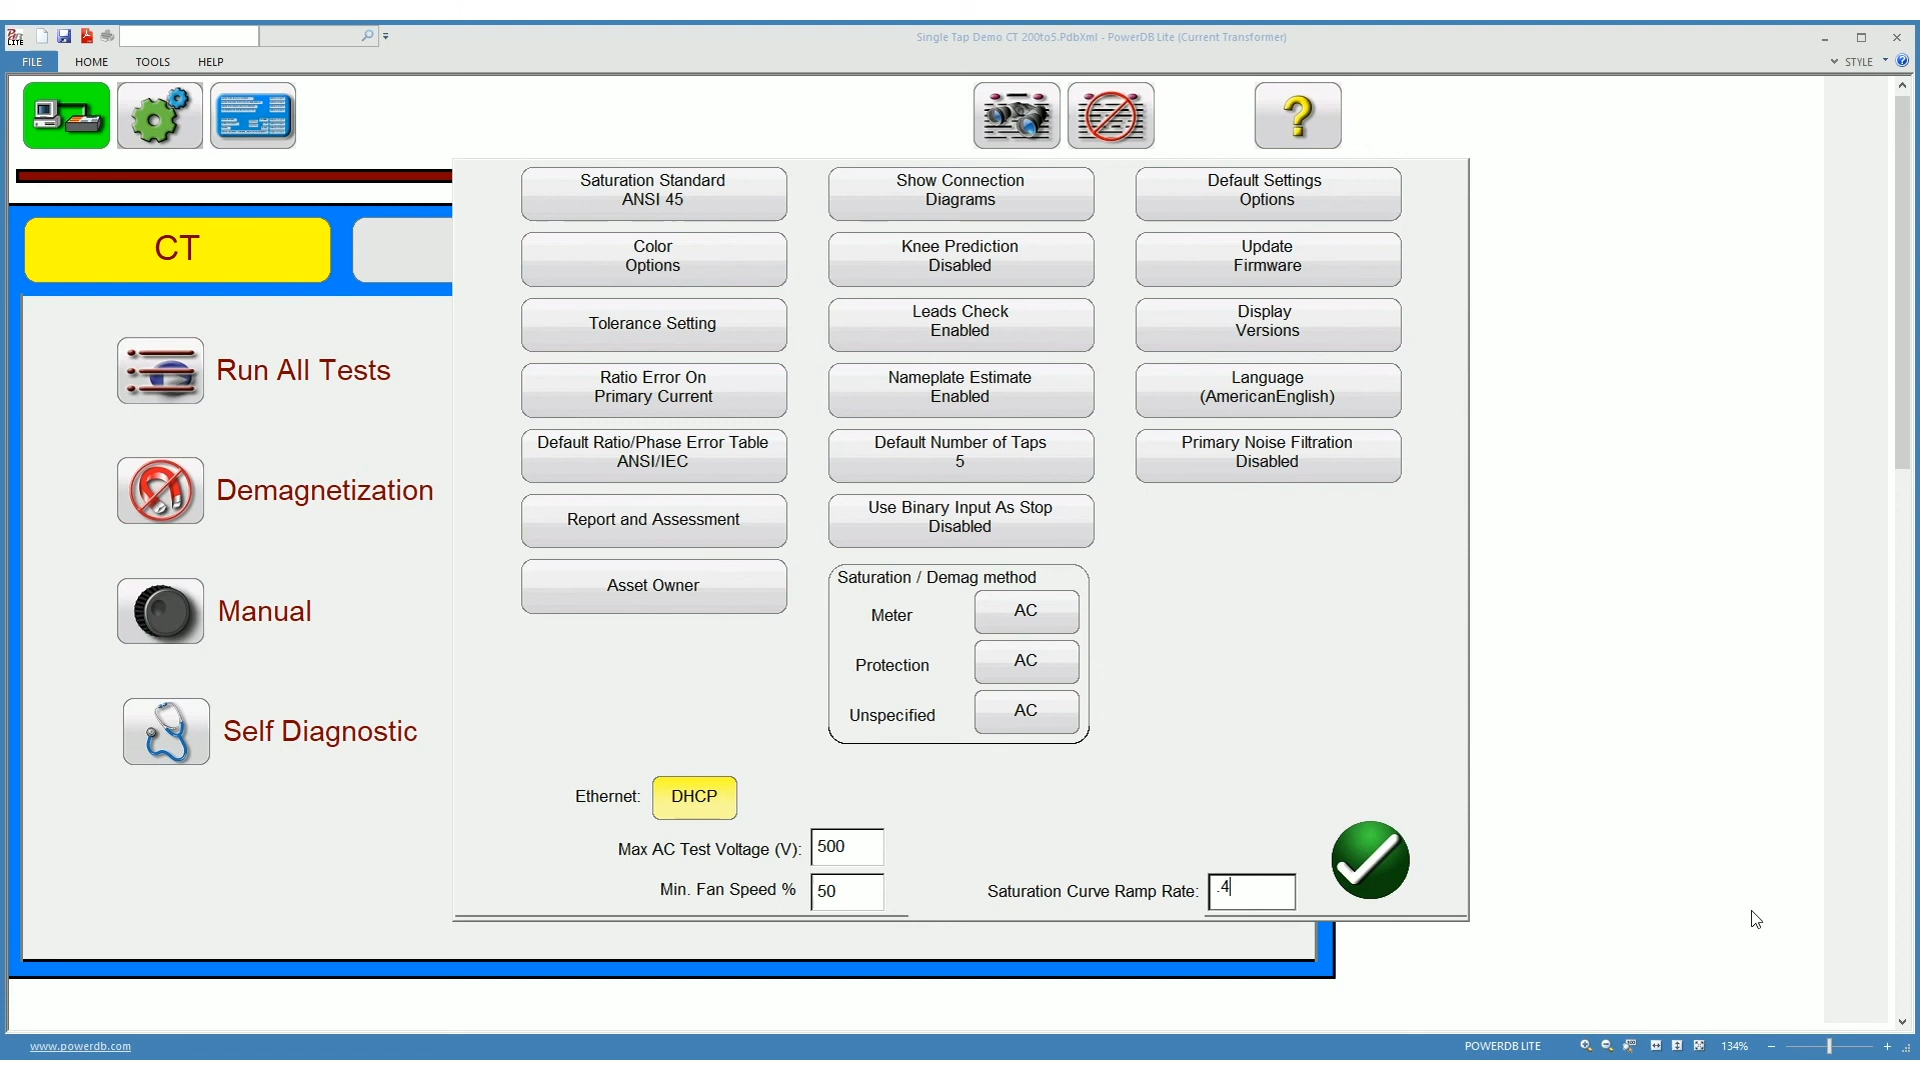 LITE
Single Tap Demo CT 200to5.PdbXml - PowerDB Lite (Current Transformer)
FILE HOME TOOLS HELP
STYLE
Saturation Standard
ANSI 45
Show Connection
Diagrams
Default Settings
Options
CT
Color
Options
Knee Prediction
Disabled
Update
Firmware
Tolerance Setting
Leads Check
Enabled
Display
Versions
Run All Tests
Ratio Error On
Primary Current
Nameplate Estimate
Enabled
Language
(AmericanEnglish)
Default Ratio/Phase Error Table
ANSI/IEC
Default Number of Taps
5
Primary Noise Filtration
Disabled
Demagnetization
Report and Assessment
Use Binary Input As Stop
Disabled
Asset Owner
Saturation / Demag method
Meter AC
Manual
Protection AC
Unspecified AC
Self Diagnostic
Ethernet: DHCP
Max AC Test Voltage (V): 500
Min. Fan Speed % 50
Saturation Curve Ramp Rate: .4
www.powerdb.com
POWERDB LITE
134%